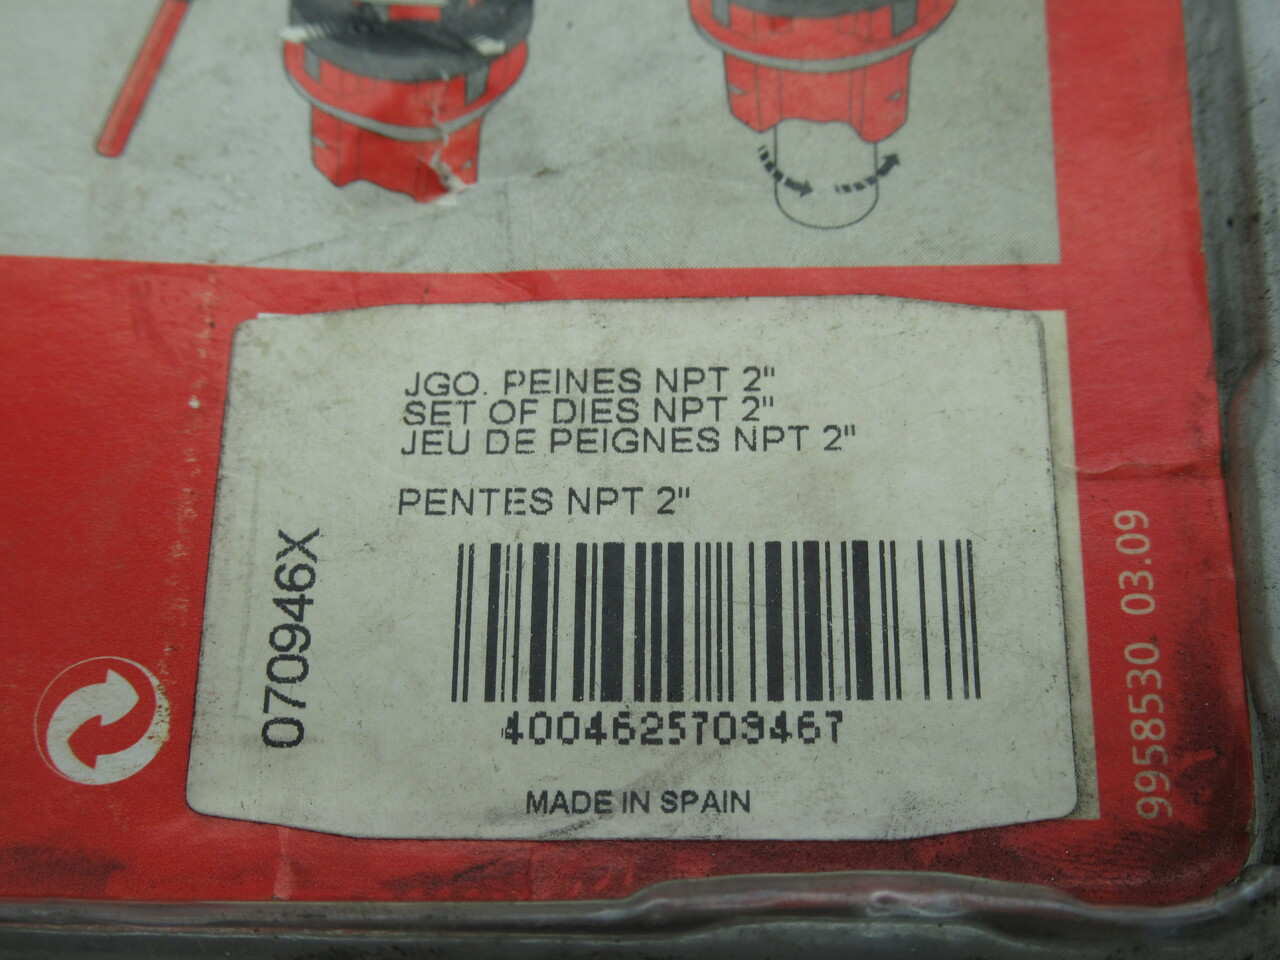 JGO. PEINES NPT 2"
SET OF DIES NPT 2"
JEU DE PEIGNES NPT 2"
PENTES NPT 2"
070946X
4004625709467
MADE IN SPAIN
9958530 03.09